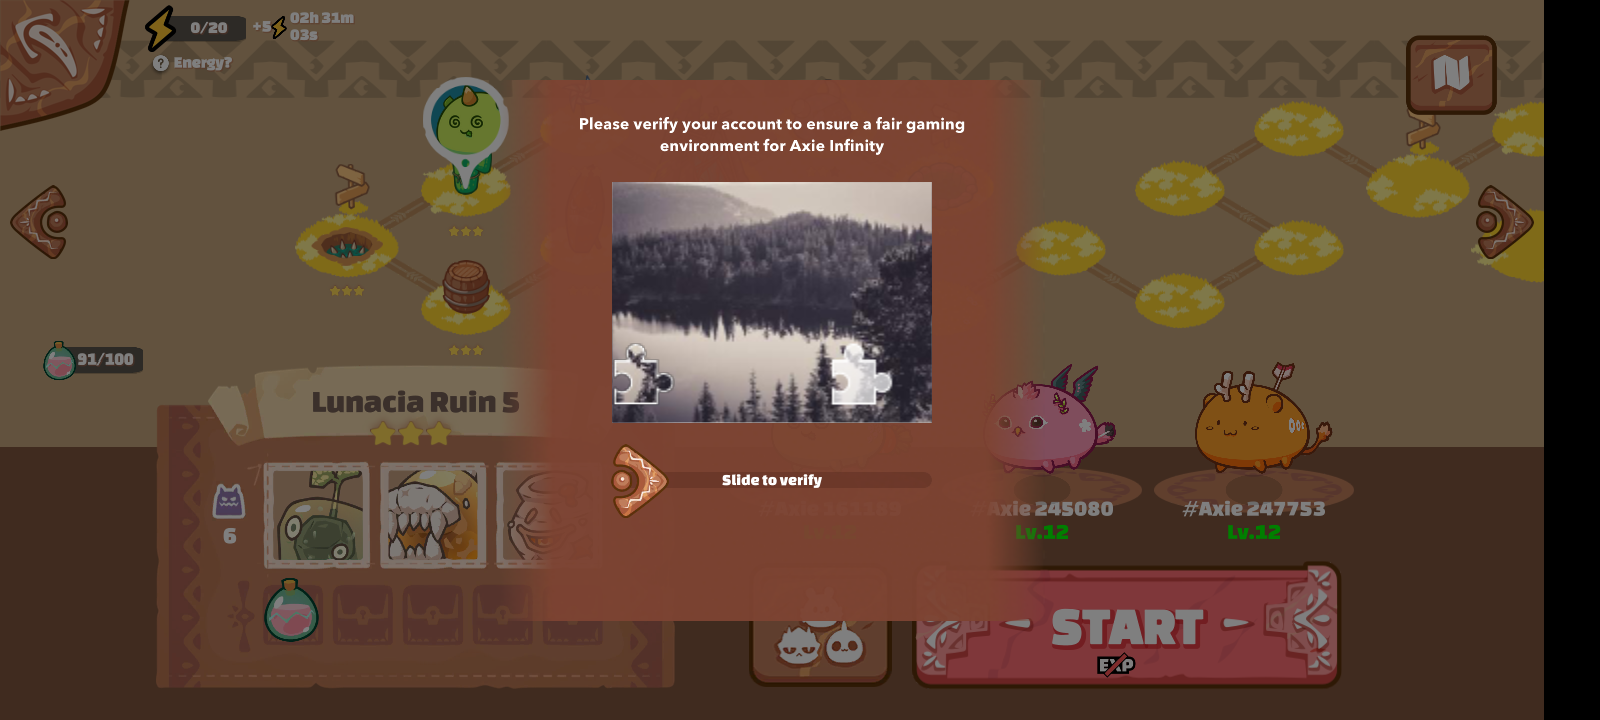 0/20
+5
02h 31m
03s
? Energy?
Please verify your account to ensure a fair gaming
environment for Axie Infinity
91/100
Lunacia Ruin 5
Slide to verify
6
#Axie 245080
Lv.12
#Axie 247753
Lv.12
START
EXP